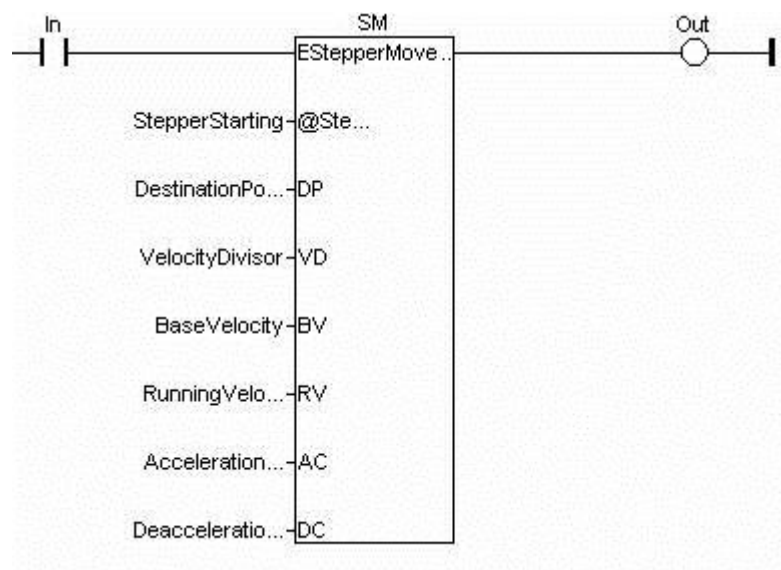 In SM Out
EStepperMove..
StepperStarting @Ste...
DestinationPo... DP
VelocityDivisor VD
BaseVelocity BV
RunningVelo... RV
Acceleration... AC
Deacceleratio... DC